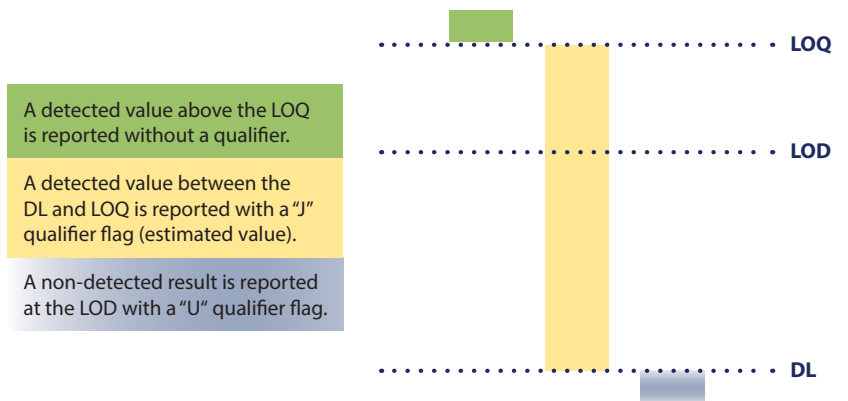 LOQ
A detected value above the LOQ
is reported without a qualifier.
LOD
A detected value between the
DL and LOQ is reported with a “J”
qualifier flag (estimated value).
A non-detected result is reported
at the LOD with a “U“ qualifier flag.
DL